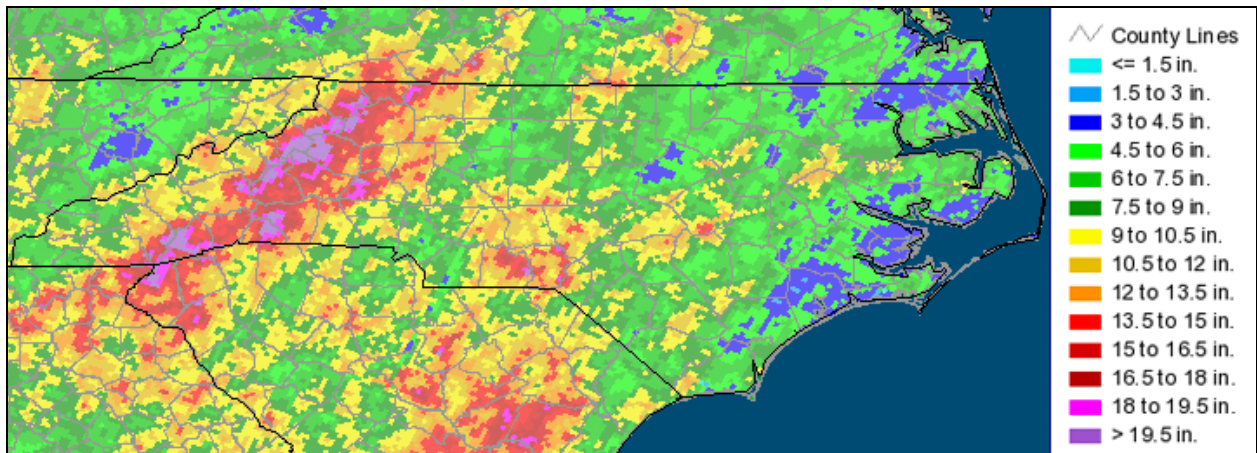 County Lines
<= 1.5 in.
1.5 to 3 in.
3 to 4.5 in.
4.5 to 6 in.
6 to 7.5 in.
7.5 to 9 in.
9 to 10.5 in.
10.5 to 12 in.
12 to 13.5 in.
13.5 to 15 in.
15 to 16.5 in.
16.5 to 18 in.
18 to 19.5 in.
> 19.5 in.